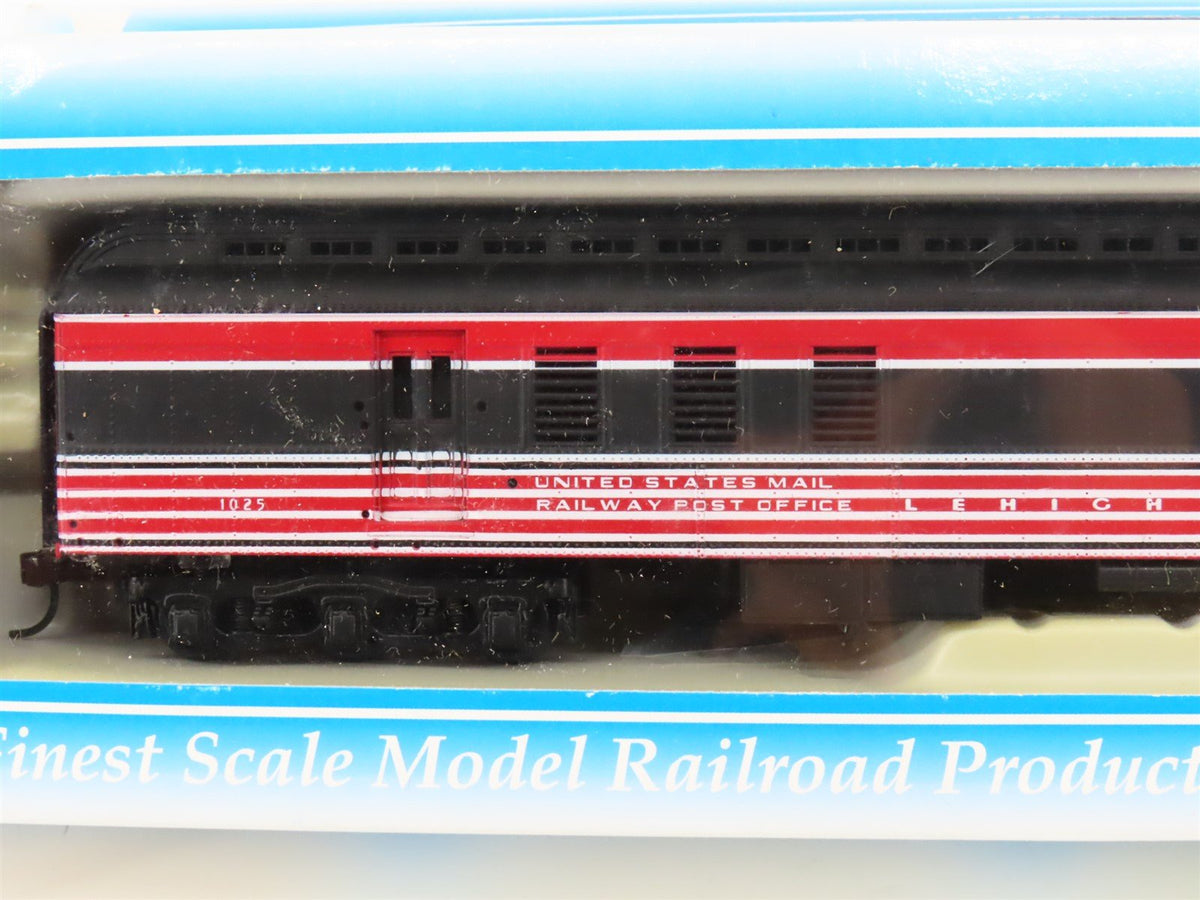 UNITED STATES MAIL
1025 RAILWAY POST OFFICE LEHIGH
Finest Scale Model Railroad Product